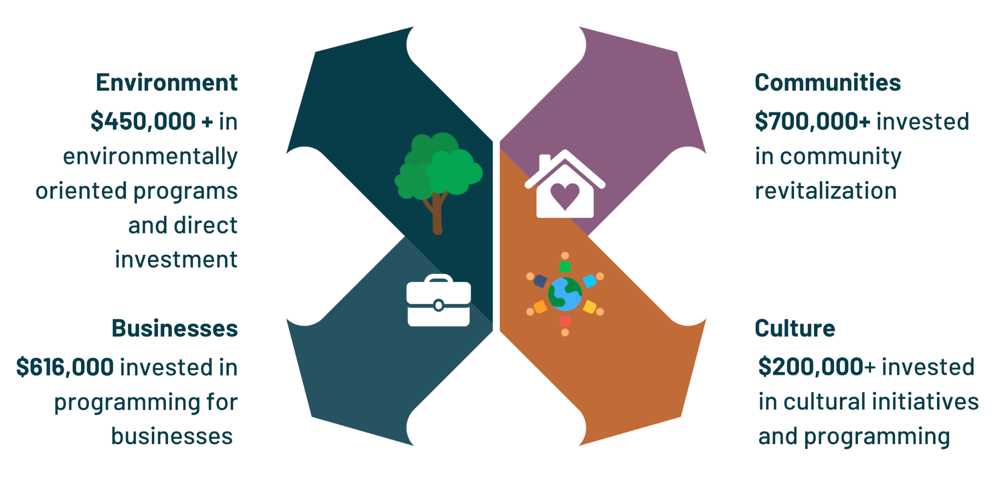 Environment
$450,000 + in
environmentally
oriented programs
and direct
investment
Communities
$700,000+ invested
in community
revitalization
Businesses
$616,000 invested in
programming for
businesses
Culture
$200,000+ invested
in cultural initiatives
and programming